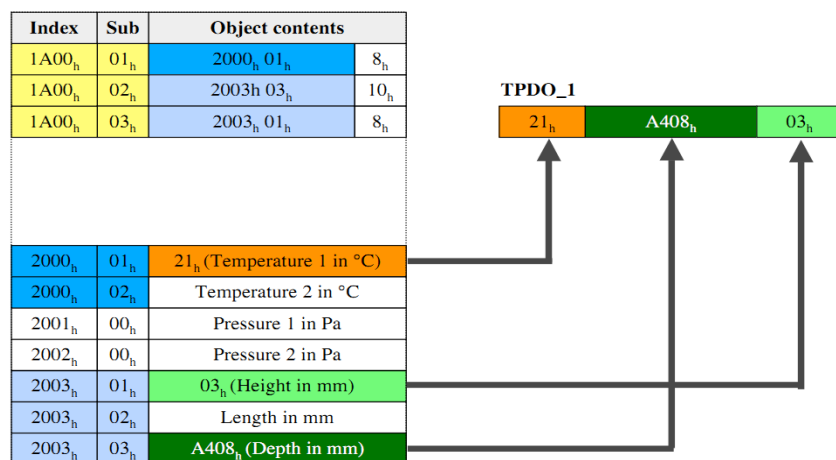 Index Sub Object contents
1A00h 01h 2000h 01h 8h
1A00h 02h 2003h 03h 10h
1A00h 03h 2003h 01h 8h
TPDO_1
21h A408h 03h
2000h 01h 21h (Temperature 1 in °C)
2000h 02h Temperature 2 in °C
2001h 00h Pressure 1 in Pa
2002h 00h Pressure 2 in Pa
2003h 01h 03h (Height in mm)
2003h 02h Length in mm
2003h 03h A408h (Depth in mm)